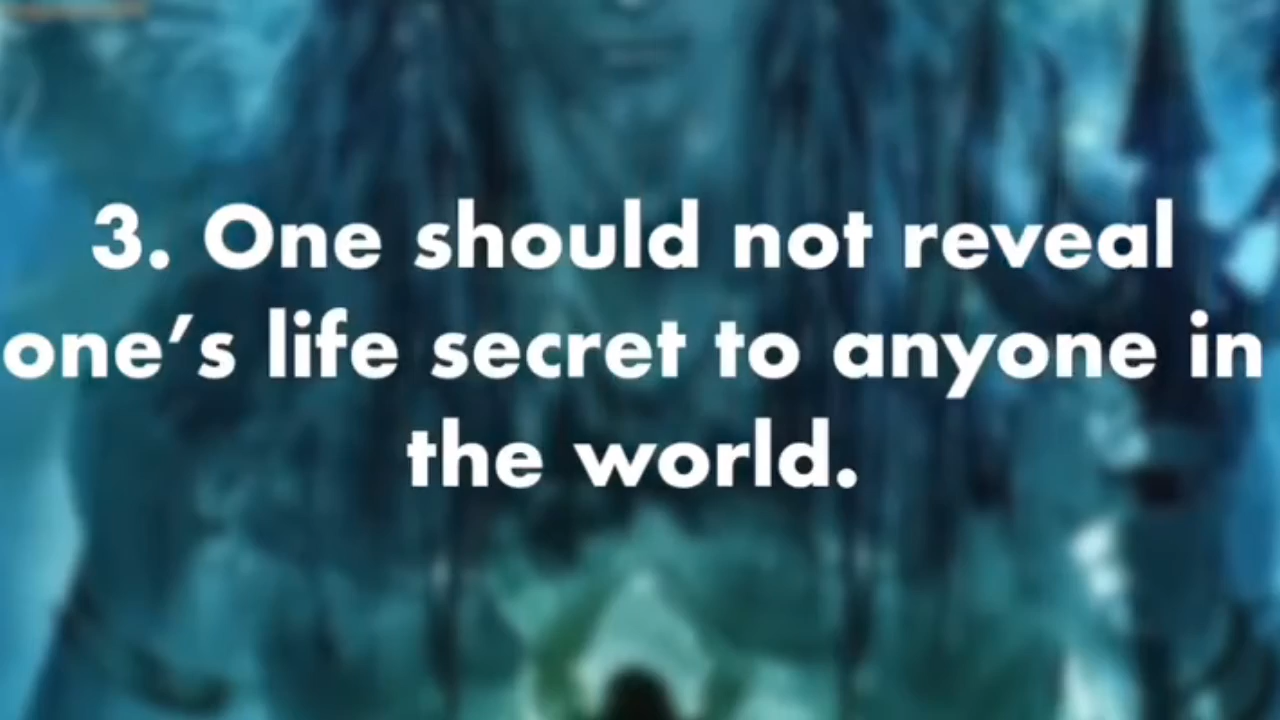 3. One should not reveal
one’s life secret to anyone in
the world.